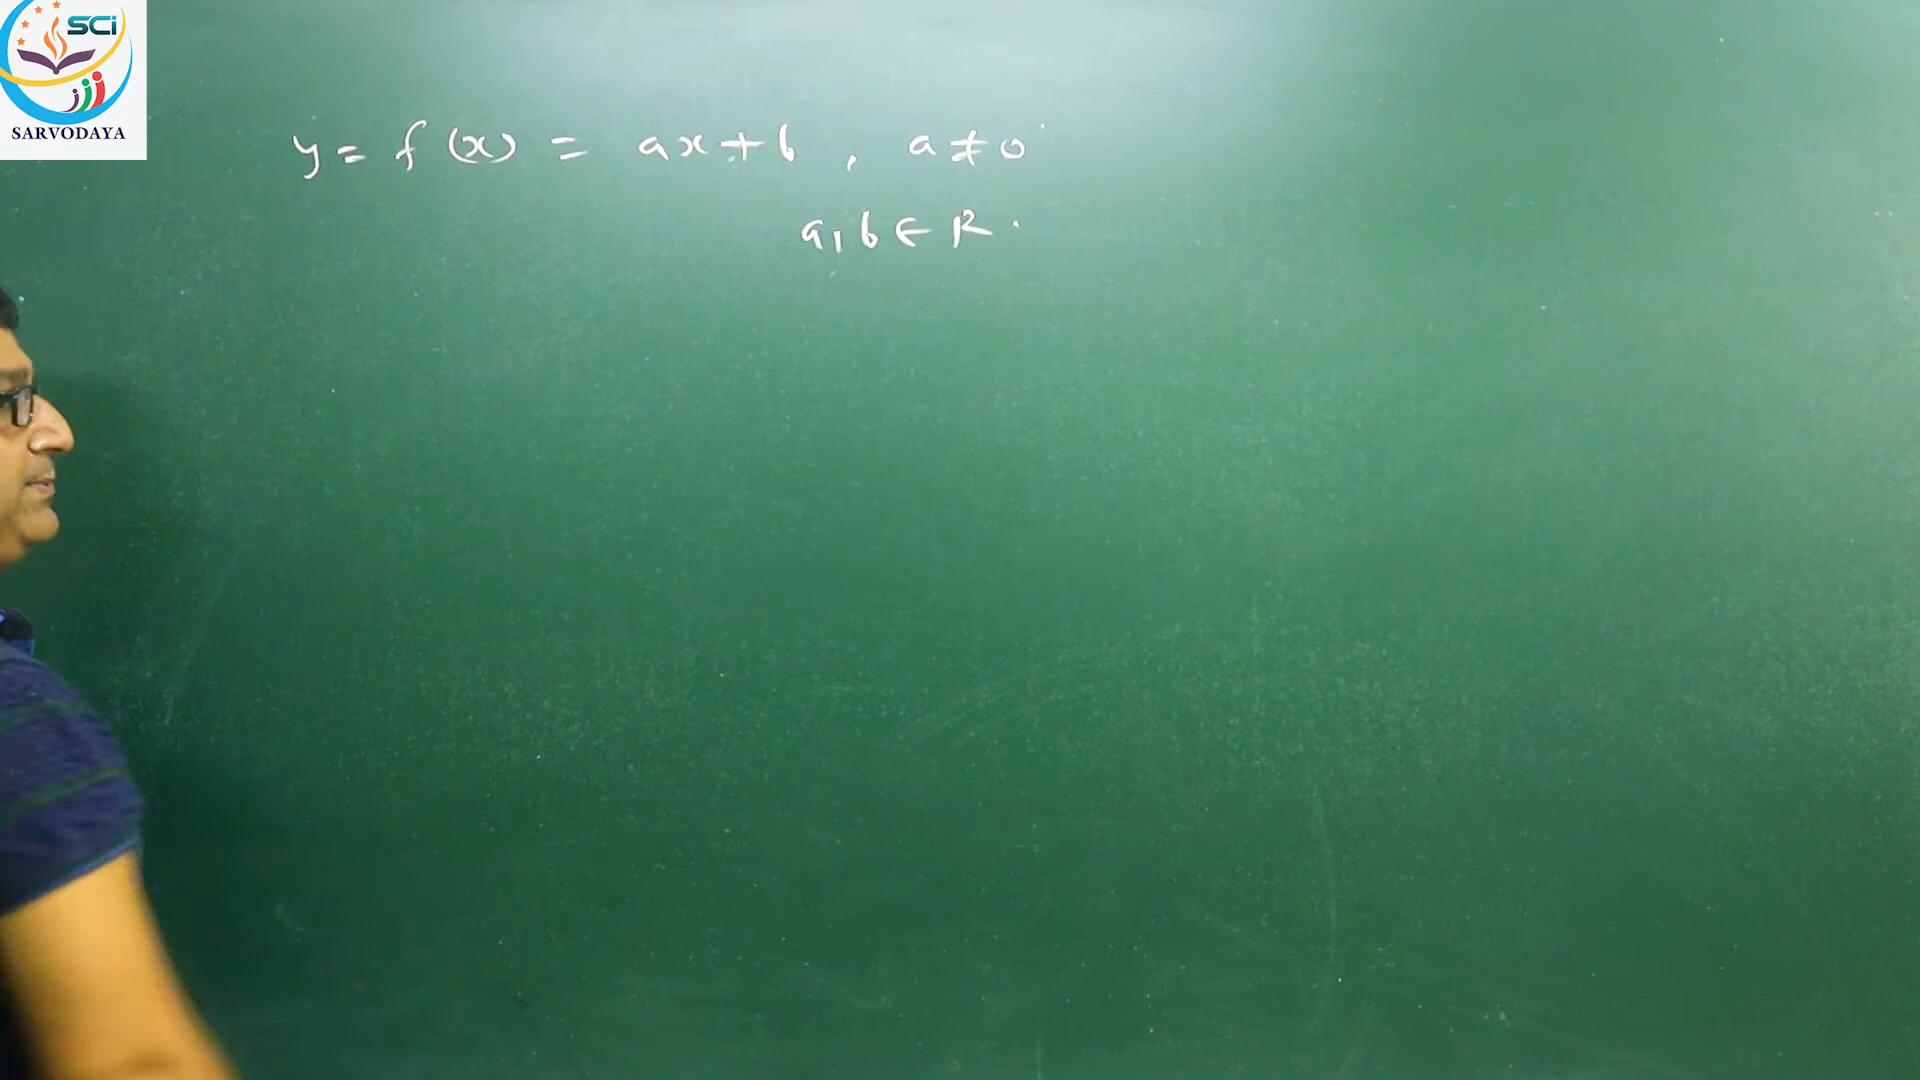 SCi
SARVODAYA
y = f(x) = ax+b , a ≠ 0
a, b ∈ R.